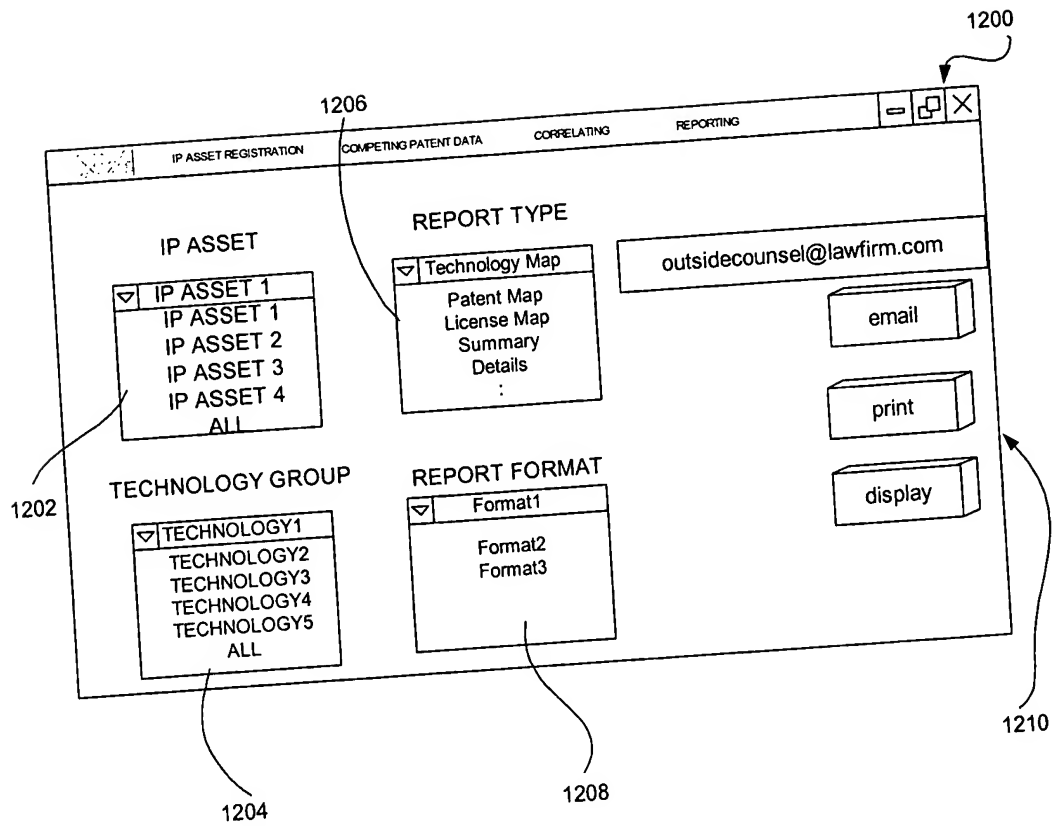 1200
1206
IP ASSET REGISTRATION
COMPETING PATENT DATA
CORRELATING
REPORTING
IP ASSET
IP ASSET 1
IP ASSET 1
IP ASSET 2
IP ASSET 3
IP ASSET 4
ALL
1202
REPORT TYPE
Technology Map
Patent Map
License Map
Summary
Details
:
outsidecounsel@lawfirm.com
email
print
display
TECHNOLOGY GROUP
TECHNOLOGY1
TECHNOLOGY2
TECHNOLOGY3
TECHNOLOGY4
TECHNOLOGY5
ALL
REPORT FORMAT
Format1
Format2
Format3
1204
1208
1210